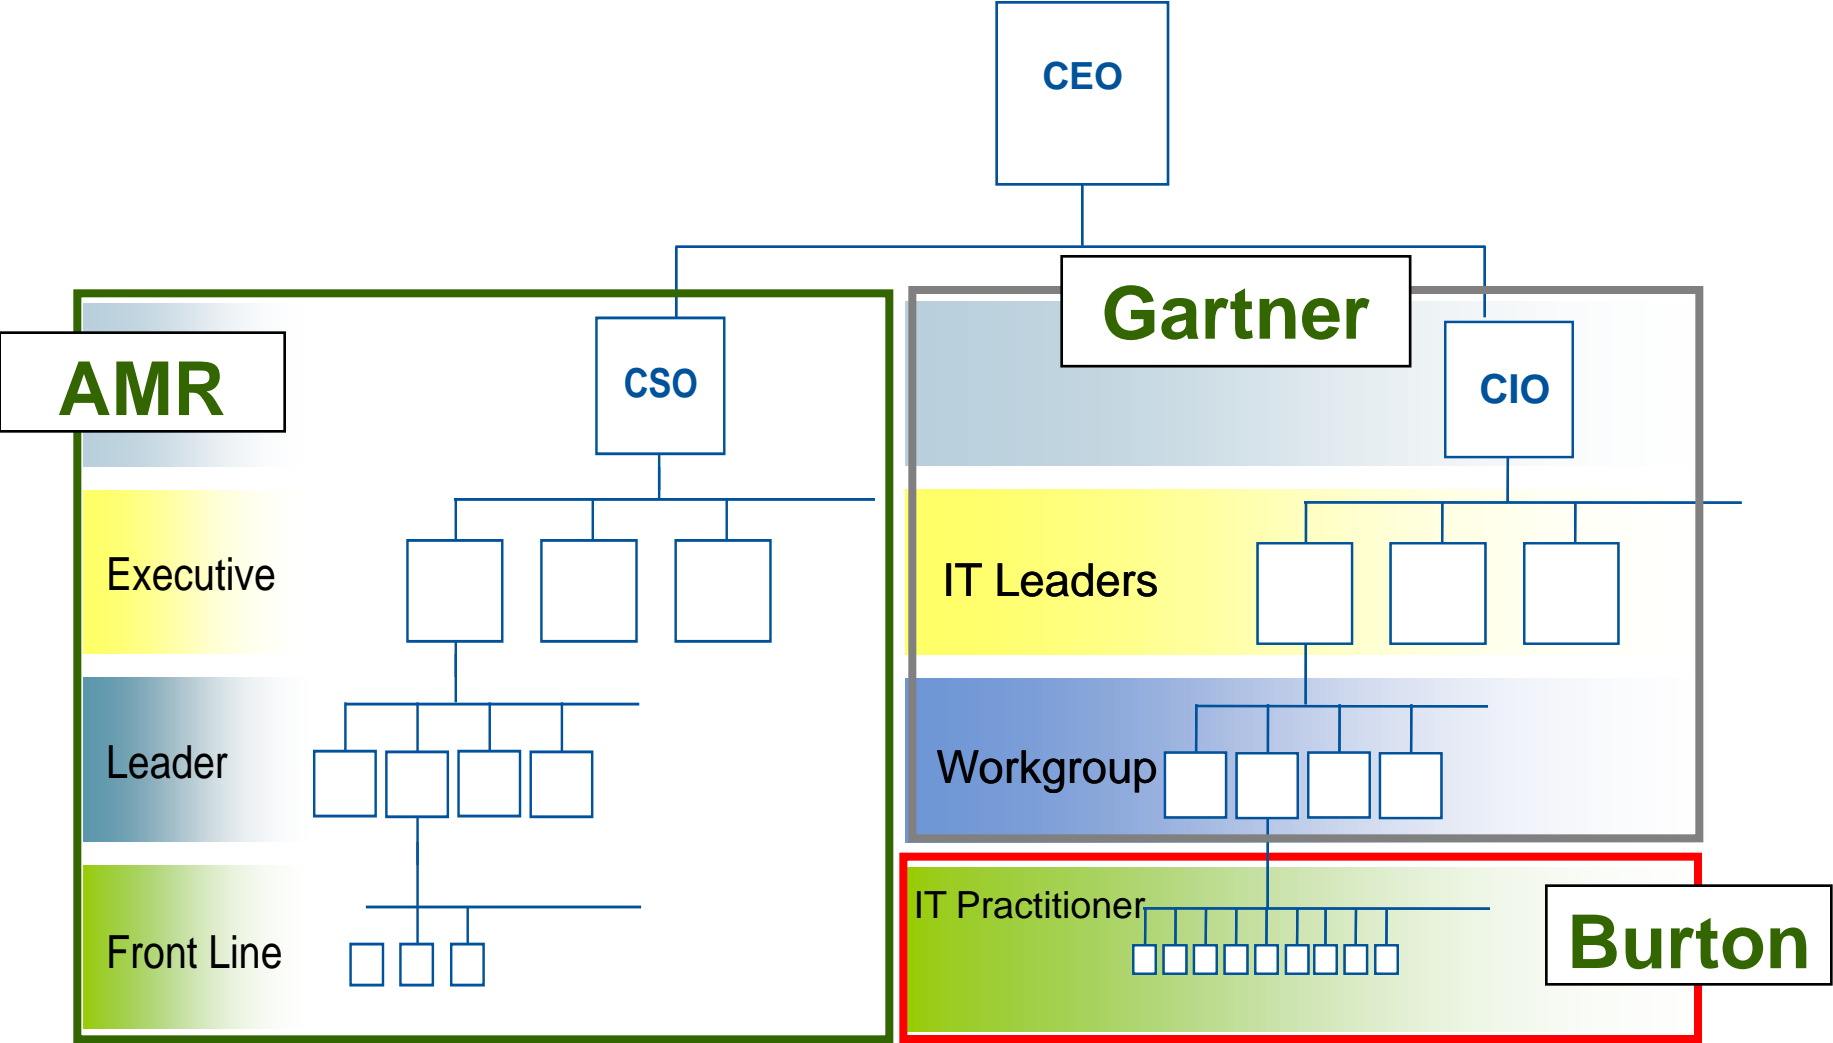 CEO
Gartner
AMR
CSO
CIO
Executive
IT Leaders
Leader
Workgroup
IT Practitioner
Front Line
Burton